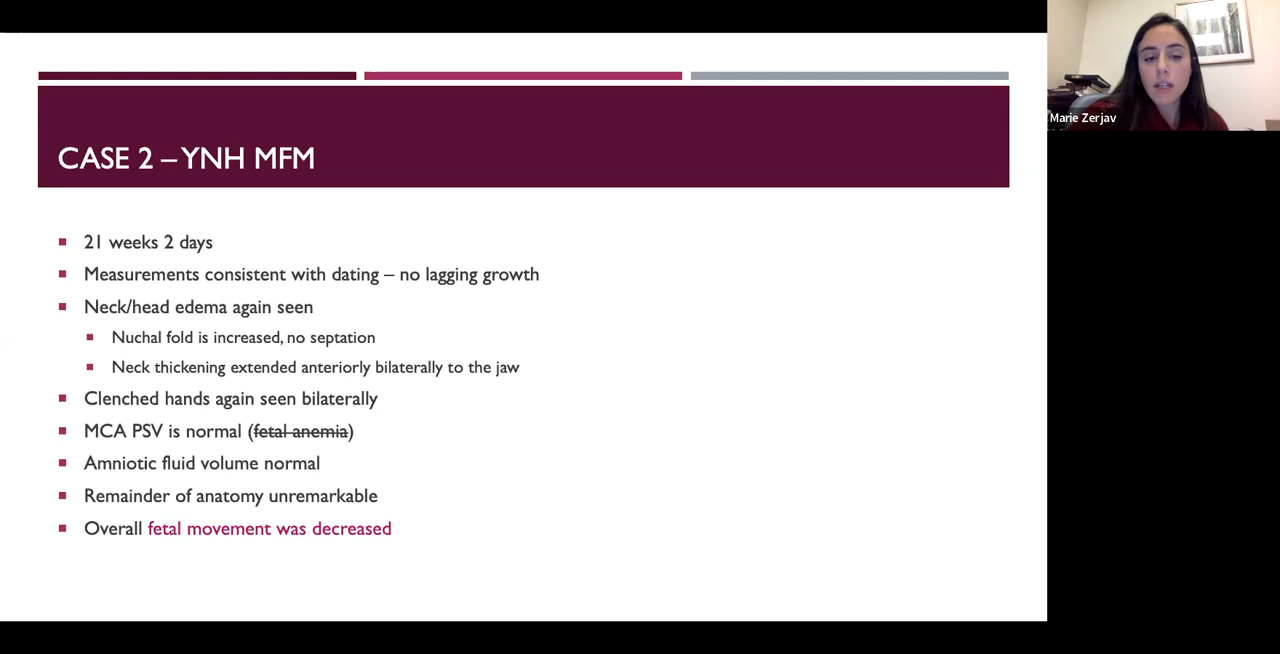 CASE 2 – YNH MFM
21 weeks 2 days
Measurements consistent with dating – no lagging growth
Neck/head edema again seen
Nuchal fold is increased, no septation
Neck thickening extended anteriorly bilaterally to the jaw
Clenched hands again seen bilaterally
MCA PSV is normal (fetal anemia)
Amniotic fluid volume normal
Remainder of anatomy unremarkable
Overall fetal movement was decreased
Marie Zerjav